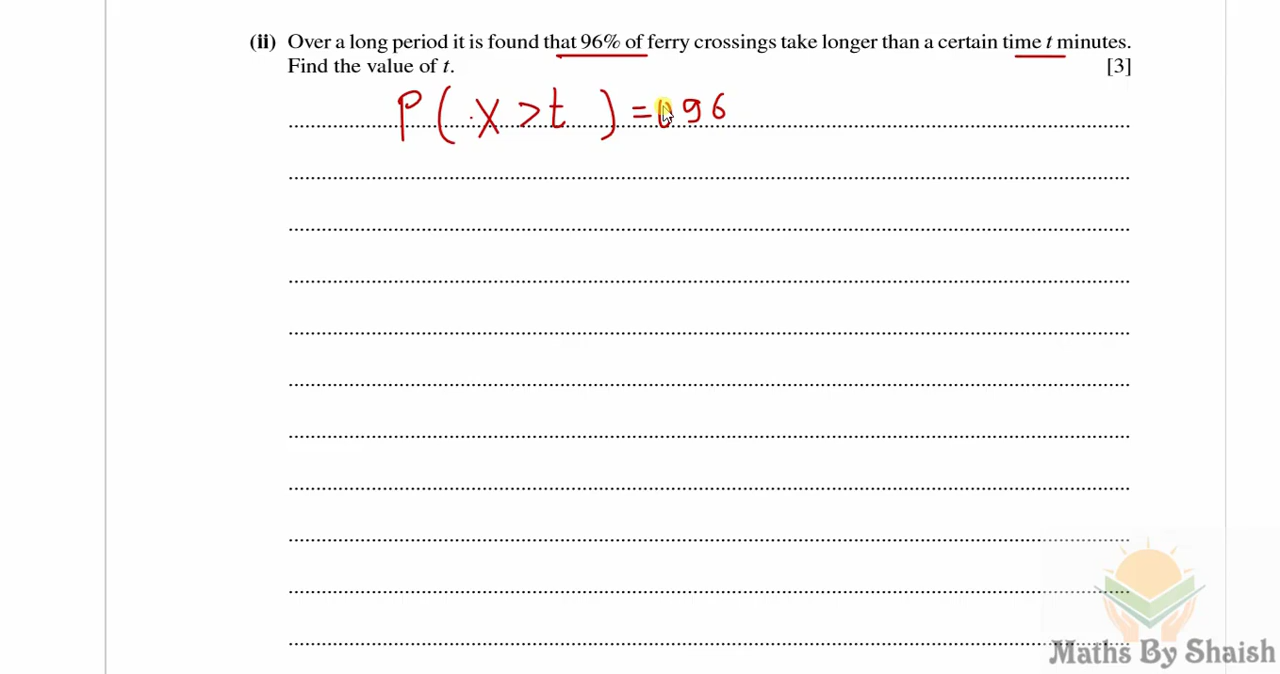 (ii) Over a long period it is found that 96% of ferry crossings take longer than a certain time t minutes.
Find the value of t. [3]
P( X > t ) = 0.96
Maths By Shaish